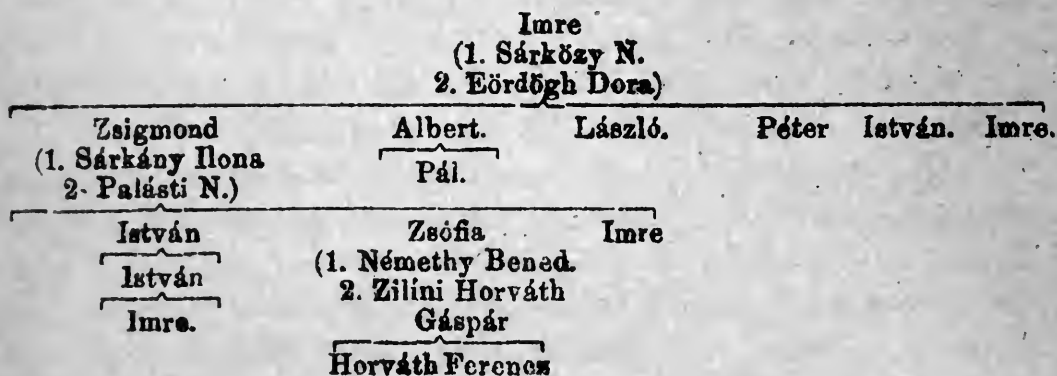 Imre
(1. Sárközy N.
2. Eördögh Dora)
Zsigmond Albert. László. Péter István. Imre.
(1. Sárkány Ilona Pál.
2. Palásti N.)
István Zsófia Imre
(1. Némethy Bened.
István 2. Zilíni Horváth
Imre. Gáspár
Horváth Ferencz